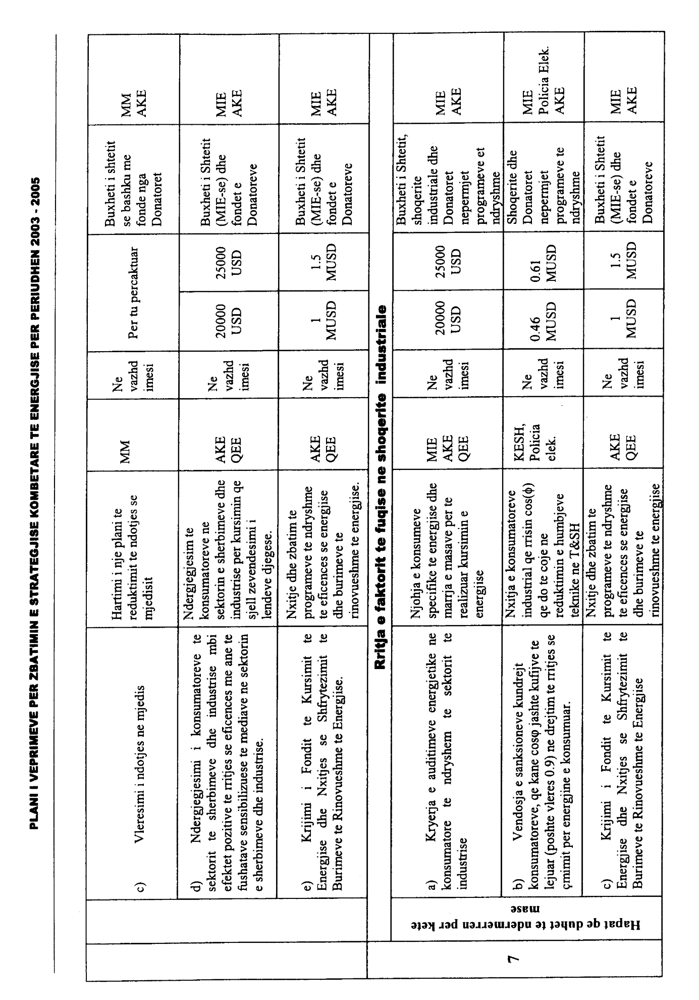 PLANI I VEPRIMEVE PER ZBATIMIN E STRATEGJISE KOMBETARE TE ENERGJISE PER PERIUDHEN 2003 - 2005
c) Vleresimi i ndotjes ne mjedis
Hartimi i nje plani te
reduktimit te ndotjes se
mjedisit
MM
Ne
vazhd
imesi
Per tu percaktuar
Buxheti i shtetit
se bashku me
fonde nga
Donatoret
MM
AKE
d) Ndergjegjesimi i konsumatoreve te
sektorit te sherbimeve dhe industrise mbi
efektet pozitive te rritjes se eficences me ane te
fushatave sensibilizuese te mediave ne sektorin
e sherbimeve dhe industrise.
Ndergjegjesim te
konsumatoreve ne
sektorin e sherbimeve dhe
industrise per kursimin qe
sjell zevendesimi i
lendeve djegese.
AKE
QEE
Ne
vazhd
imesi
20000
USD
25000
USD
Buxheti i Shtetit
(MIE-se) dhe
fondet e
Donatoreve
MIE
AKE
e) Krijimi i Fondit te Kursimit te
Energjise dhe Nxitjes se Shfrytezimit te
Burimeve te Rinovueshme te Energjise.
Nxitje dhe zbatim te
programeve te ndryshme
te eficences se energjise
dhe burimeve te
rinovueshme te energjise.
AKE
QEE
Ne
vazhd
imesi
1
MUSD
1.5
MUSD
Buxheti i Shtetit
(MIE-se) dhe
fondet e
Donatoreve
MIE
AKE
7
Rritja e faktorit te fuqise ne shoqerite industriale
Hapat qe duhet te ndermerren per kete
mase
a) Kryerja e auditimeve energjetike ne
konsumatore te ndryshem te sektorit te
industrise
Njohja e konsumeve
specifike te energjise dhe
marrja e masave per te
realizuar kursimin e
energjise
MIE
AKE
QEE
Ne
vazhd
imesi
20000
USD
25000
USD
Buxheti i Shtetit,
shoqerite
industriale dhe
Donatoret
nepermjet
programeve et
ndryshme
MIE
AKE
b) Vendosja e sanksioneve kundrejt
konsumatoreve, qe kane cosφ jashte kufijve te
lejuar (poshte vleres 0.9) ne drejtim te rritjes se
çmimit per energjine e konsumuar.
Nxitja e konsumatoreve
industrial qe rrisin cos(ϕ)
qe do te coje ne
reduktimin e humbjeve
teknike ne T&SH
KESH,
Policia
elek.
Ne
vazhd
imesi
0.46
MUSD
0.61
MUSD
Shoqerite dhe
Donatoret
nepermjet
programeve te
ndryshme
MIE
Policia Elek.
AKE
c) Krijimi i Fondit te Kursimit te
Energjise dhe Nxitjes se Shfrytezimit te
Burimeve te Rinovueshme te Energjise
Nxitje dhe zbatim te
programeve te ndryshme
te eficences se energjise
dhe burimeve te
rinovueshme te energjise
AKE
QEE
Ne
vazhd
imesi
1
MUSD
1.5
MUSD
Buxheti i Shtetit
(MIE-se) dhe
fondet e
Donatoreve
MIE
AKE